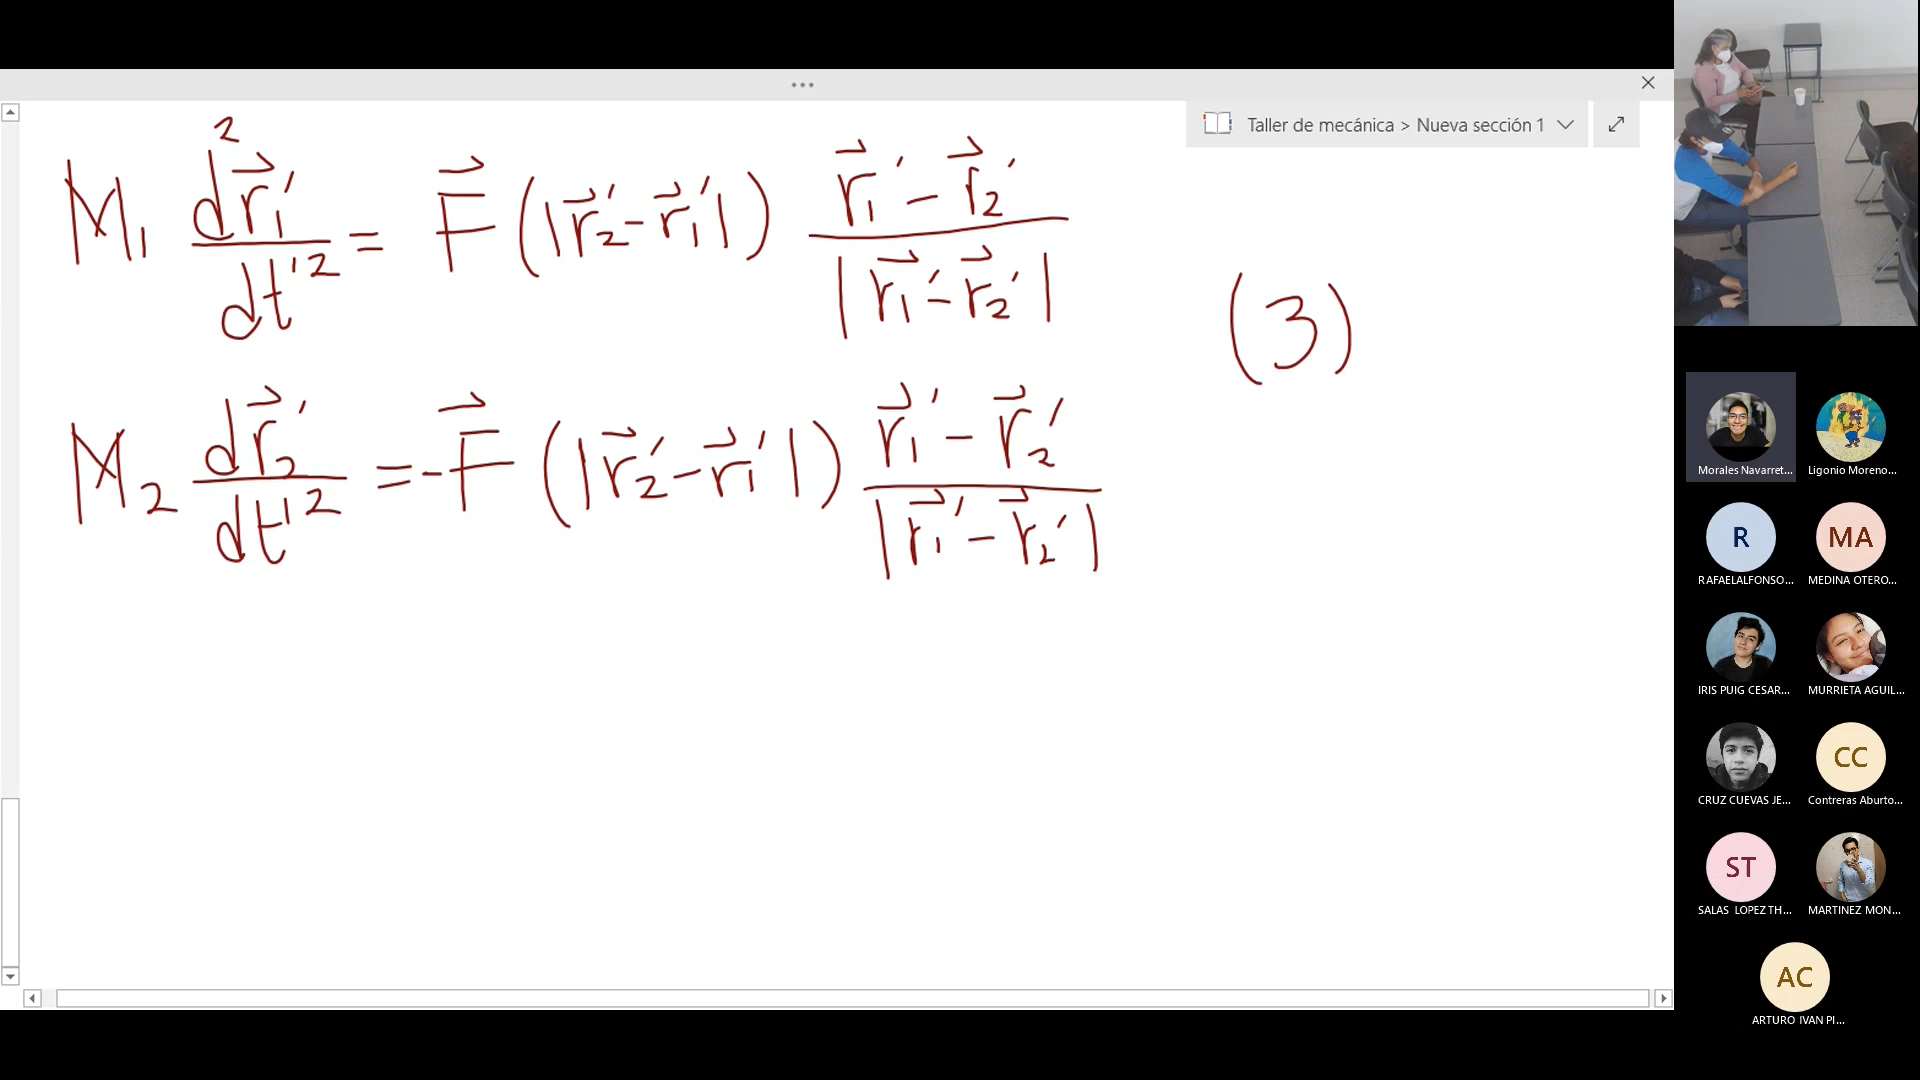 ...
Taller de mecánica > Nueva sección 1
M₁ d²r⃗₁′/dt′² = F⃗(|r⃗₂′ - r⃗₁′|) (r⃗₁′ - r⃗₂′)/|r⃗₁′ - r⃗₂′|
(3)
M₂ dr⃗₂′/dt′² = -F⃗(|r⃗₂′ - r⃗₁′|) (r⃗₁′ - r⃗₂′)/|r⃗₁′ - r⃗₂′|
Morales Navarret...
Ligonio Moreno...
R
MA
RAFAELALFONSO...
MEDINA OTERO...
IRIS PUIG CESAR...
MURRIETA AGUIL...
CC
CRUZ CUEVAS JE...
Contreras Aburto...
ST
SALAS LOPEZ TH...
MARTINEZ MON...
AC
ARTURO IVAN PI...